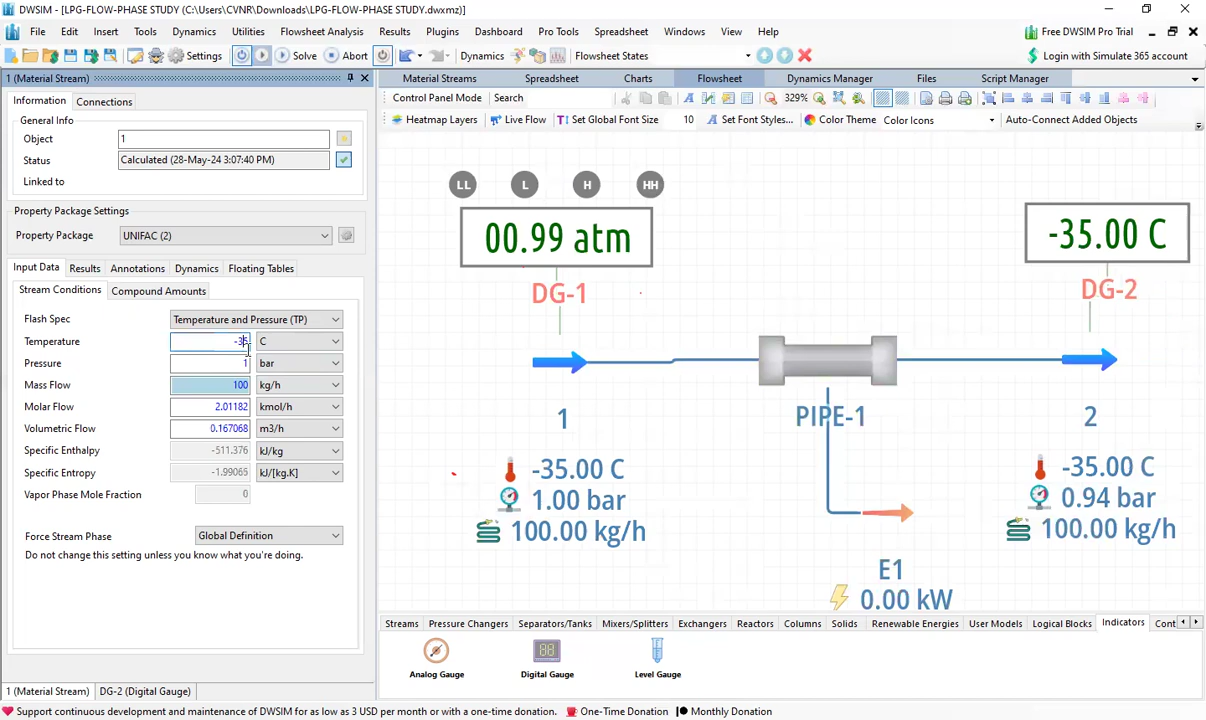 DWSIM - [LPG-FLOW-PHASE STUDY (C:\Users\CVNR\Downloads\LPG-FLOW-PHASE STUDY.dwxmz)]
File Edit Insert Tools Dynamics Utilities Flowsheet Analysis Results Plugins Dashboard Pro Tools Spreadsheet Windows View Help Free DWSIM Pro Trial
Settings Solve Abort Dynamics Flowsheet States Login with Simulate 365 account
1 (Material Stream)
Material Streams Spreadsheet Charts Flowsheet Dynamics Manager Files Script Manager
Control Panel Mode Search 329%
Heatmap Layers Live Flow Set Global Font Size 10 Set Font Styles... Color Theme Color Icons Auto-Connect Added Objects
Information Connections
General Info
Object 1
Status Calculated (28-May-24 3:07:40 PM)
Linked to
Property Package Settings
Property Package UNIFAC (2)
Input Data Results Annotations Dynamics Floating Tables
Stream Conditions Compound Amounts
Flash Spec Temperature and Pressure (TP)
Temperature -35 C
Pressure 1 bar
Mass Flow 100 kg/h
Molar Flow 2.01182 kmol/h
Volumetric Flow 0.167068 m3/h
Specific Enthalpy -511.376 kJ/kg
Specific Entropy -1.99065 kJ/[kg.K]
Vapor Phase Mole Fraction 0
Force Stream Phase Global Definition
Do not change this setting unless you know what you're doing.
LL L H HH
00.99 atm
DG-1
-35.00 C
DG-2
1
PIPE-1
2
-35.00 C
1.00 bar
100.00 kg/h
-35.00 C
0.94 bar
100.00 kg/h
E1
0.00 kW
Streams Pressure Changers Separators/Tanks Mixers/Splitters Exchangers Reactors Columns Solids Renewable Energies User Models Logical Blocks Indicators Cont
Analog Gauge Digital Gauge Level Gauge
1 (Material Stream) DG-2 (Digital Gauge)
Support continuous development and maintenance of DWSIM for as low as 3 USD per month or with a one-time donation. One-Time Donation Monthly Donation